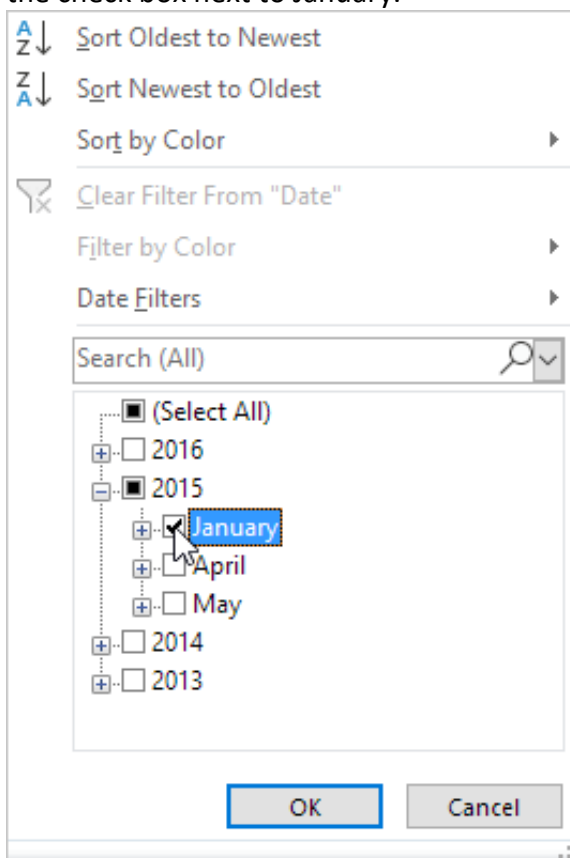 the check box next to January.
Sort Oldest to Newest
Sort Newest to Oldest
Sort by Color
Clear Filter From "Date"
Filter by Color
Date Filters
Search (All)
(Select All)
2016
2015
January
April
May
2014
2013
OK Cancel